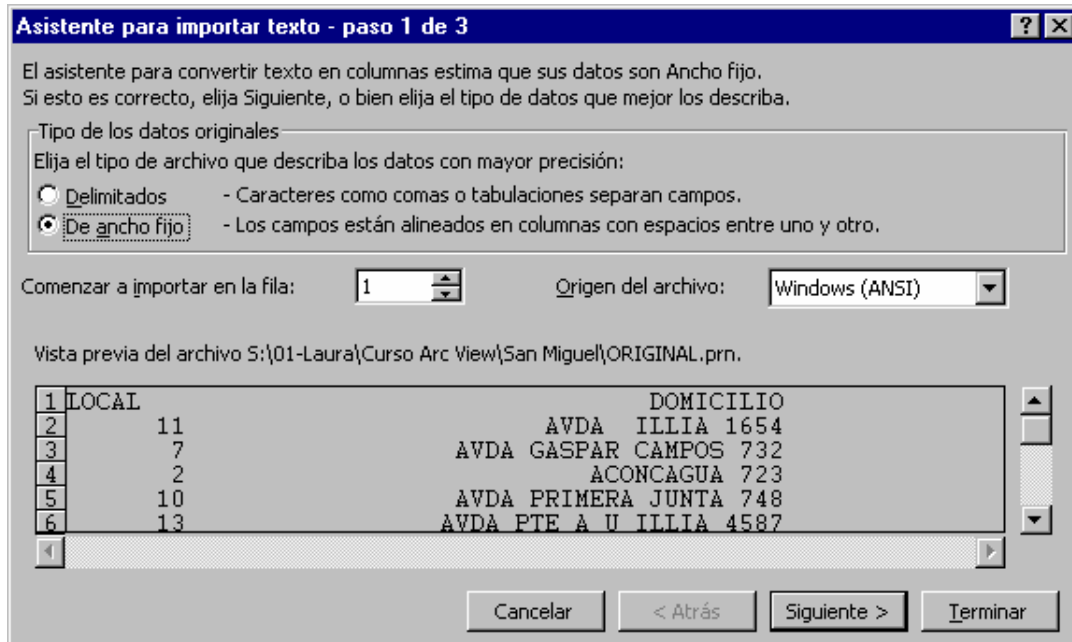 Asistente para importar texto - paso 1 de 3
El asistente para convertir texto en columnas estima que sus datos son Ancho fijo.
Si esto es correcto, elija Siguiente, o bien elija el tipo de datos que mejor los describa.
Tipo de los datos originales
Elija el tipo de archivo que describa los datos con mayor precisión:
Delimitados - Caracteres como comas o tabulaciones separan campos.
De ancho fijo - Los campos están alineados en columnas con espacios entre uno y otro.
Comenzar a importar en la fila: 1 Origen del archivo: Windows (ANSI)
Vista previa del archivo S:\01-Laura\Curso Arc View\San Miguel\ORIGINAL.prn.
1 LOCAL DOMICILIO
2 11 AVDA ILLIA 1654
3 7 AVDA GASPAR CAMPOS 732
4 2 ACONCAGUA 723
5 10 AVDA PRIMERA JUNTA 748
6 13 AVDA PTE A U ILLIA 4587
Cancelar < Atrás Siguiente > Terminar